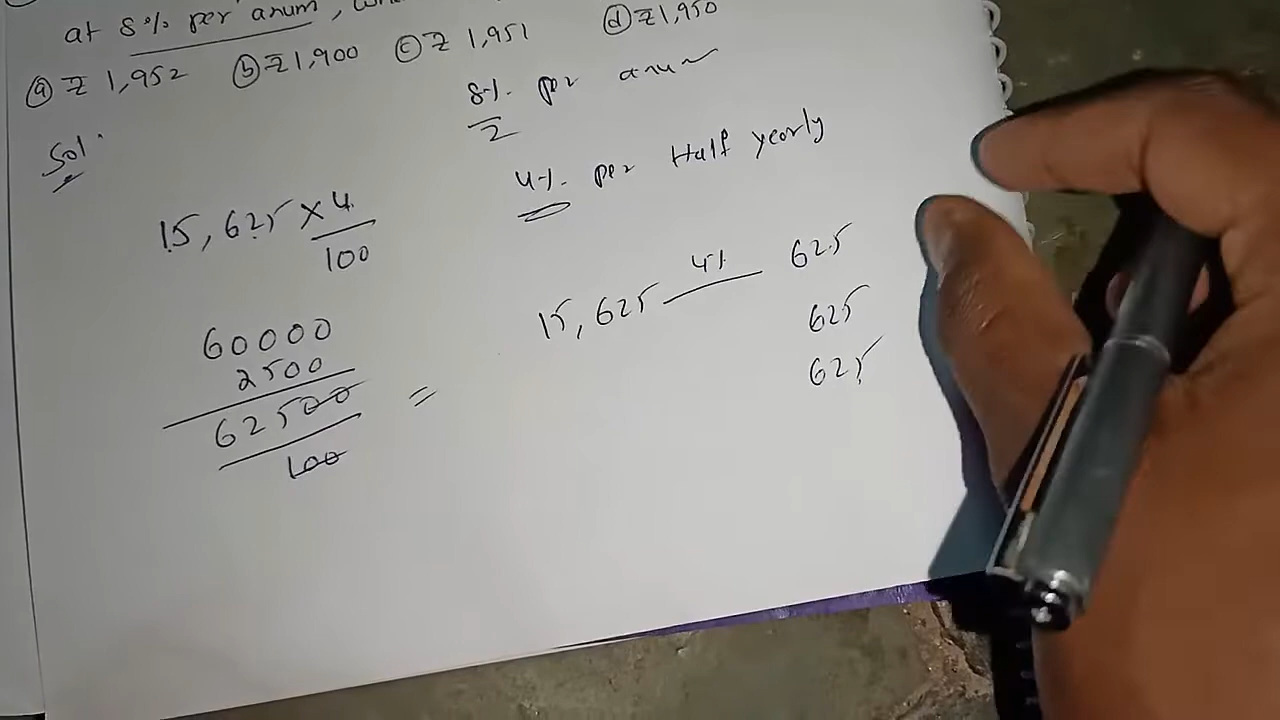 at 8% per anum,
ⓐ ₹ 1,952 ⓑ ₹1,900 ⓒ ₹ 1,951 ⓓ ₹1,950
Sol.
8% per anum
2
4% per Half yeorly
15,625 × 4
100
15,625 4% 625
625
625
60000
2500
62500 =
100